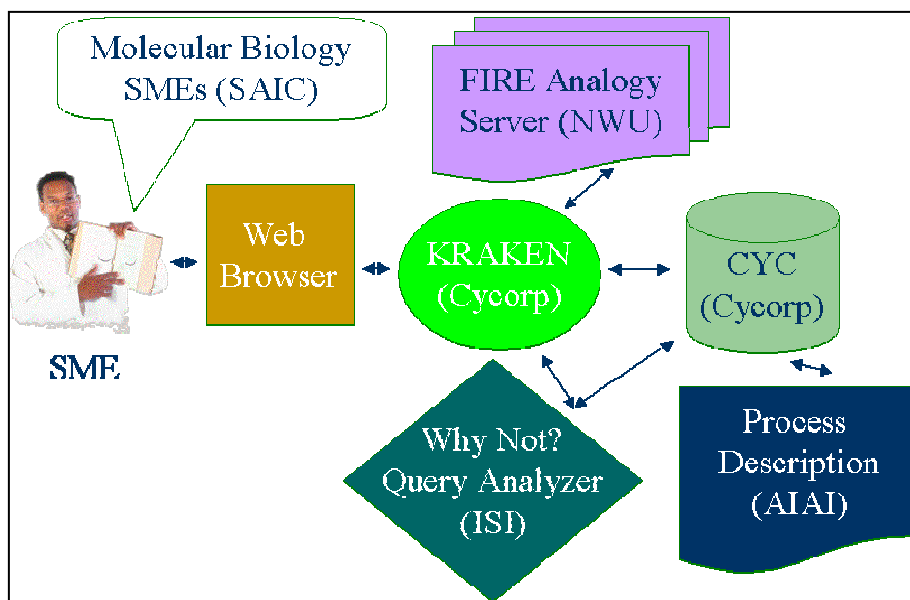 Molecular Biology
SMEs (SAIC)
FIRE Analogy
Server (NWU)
Web
Browser
KRAKEN
(Cycorp)
CYC
(Cycorp)
SME
Why Not?
Query Analyzer
(ISI)
Process
Description
(AIAI)